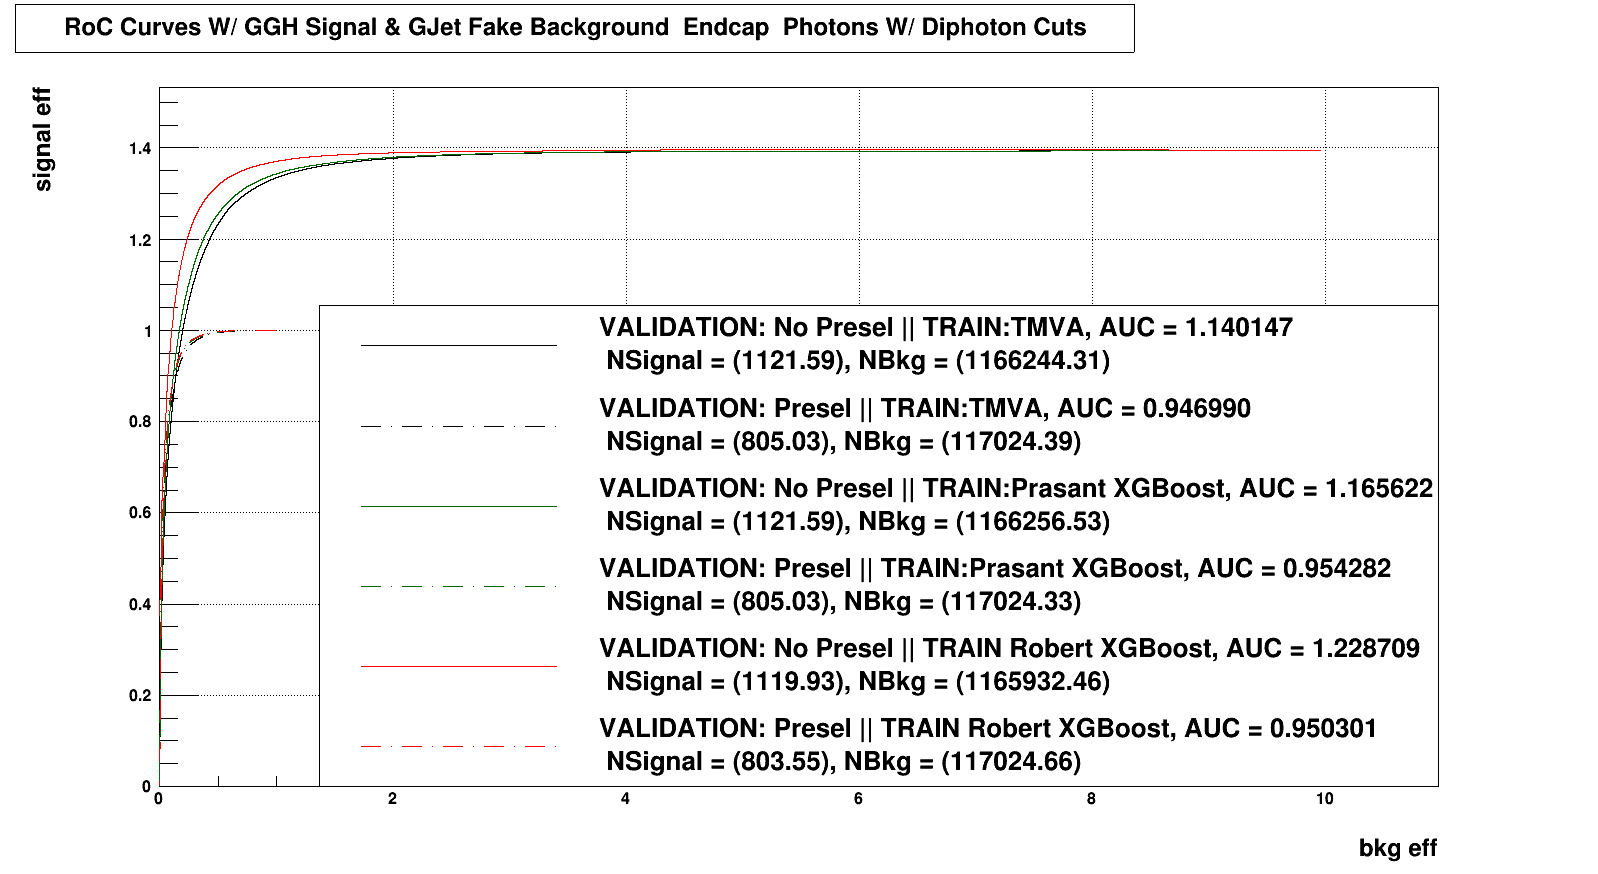 RoC Curves W/ GGH Signal & GJet Fake Background Endcap Photons W/ Diphoton Cuts
signal eff
1.4
1.2
1
0.8
0.6
0.4
0.2
0
VALIDATION: No Presel || TRAIN:TMVA, AUC = 1.140147
NSignal = (1121.59), NBkg = (1166244.31)
VALIDATION: Presel || TRAIN:TMVA, AUC = 0.946990
NSignal = (805.03), NBkg = (117024.39)
VALIDATION: No Presel || TRAIN:Prasant XGBoost, AUC = 1.165622
NSignal = (1121.59), NBkg = (1166256.53)
VALIDATION: Presel || TRAIN:Prasant XGBoost, AUC = 0.954282
NSignal = (805.03), NBkg = (117024.33)
VALIDATION: No Presel || TRAIN Robert XGBoost, AUC = 1.228709
NSignal = (1119.93), NBkg = (1165932.46)
VALIDATION: Presel || TRAIN Robert XGBoost, AUC = 0.950301
NSignal = (803.55), NBkg = (117024.66)
0 2 4 6 8 10
bkg eff